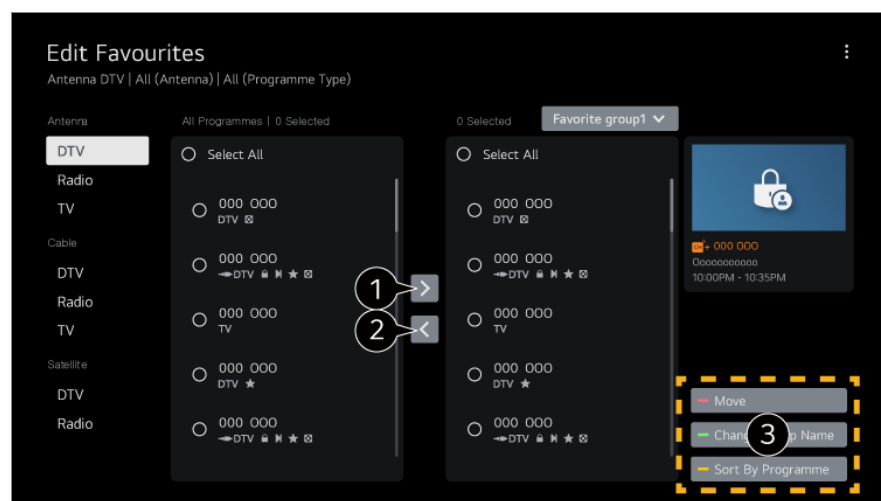 Edit Favourites
Antenna DTV | All (Antenna) | All (Programme Type)
Antenna
DTV
Radio
TV
Cable
DTV
Radio
TV
Satellite
DTV
Radio
All Programmes | 0 Selected
Select All
000 000
DTV
000 000
DTV
000 000
TV
000 000
DTV
000 000
DTV
1
2
0 Selected
Favorite group1
Select All
000 000
DTV
000 000
DTV
000 000
TV
000 000
DTV
000 000
DTV
+ 000 000
Ooooooooooo
10:00PM - 10:35PM
Move
3
Name
Sort By Programme